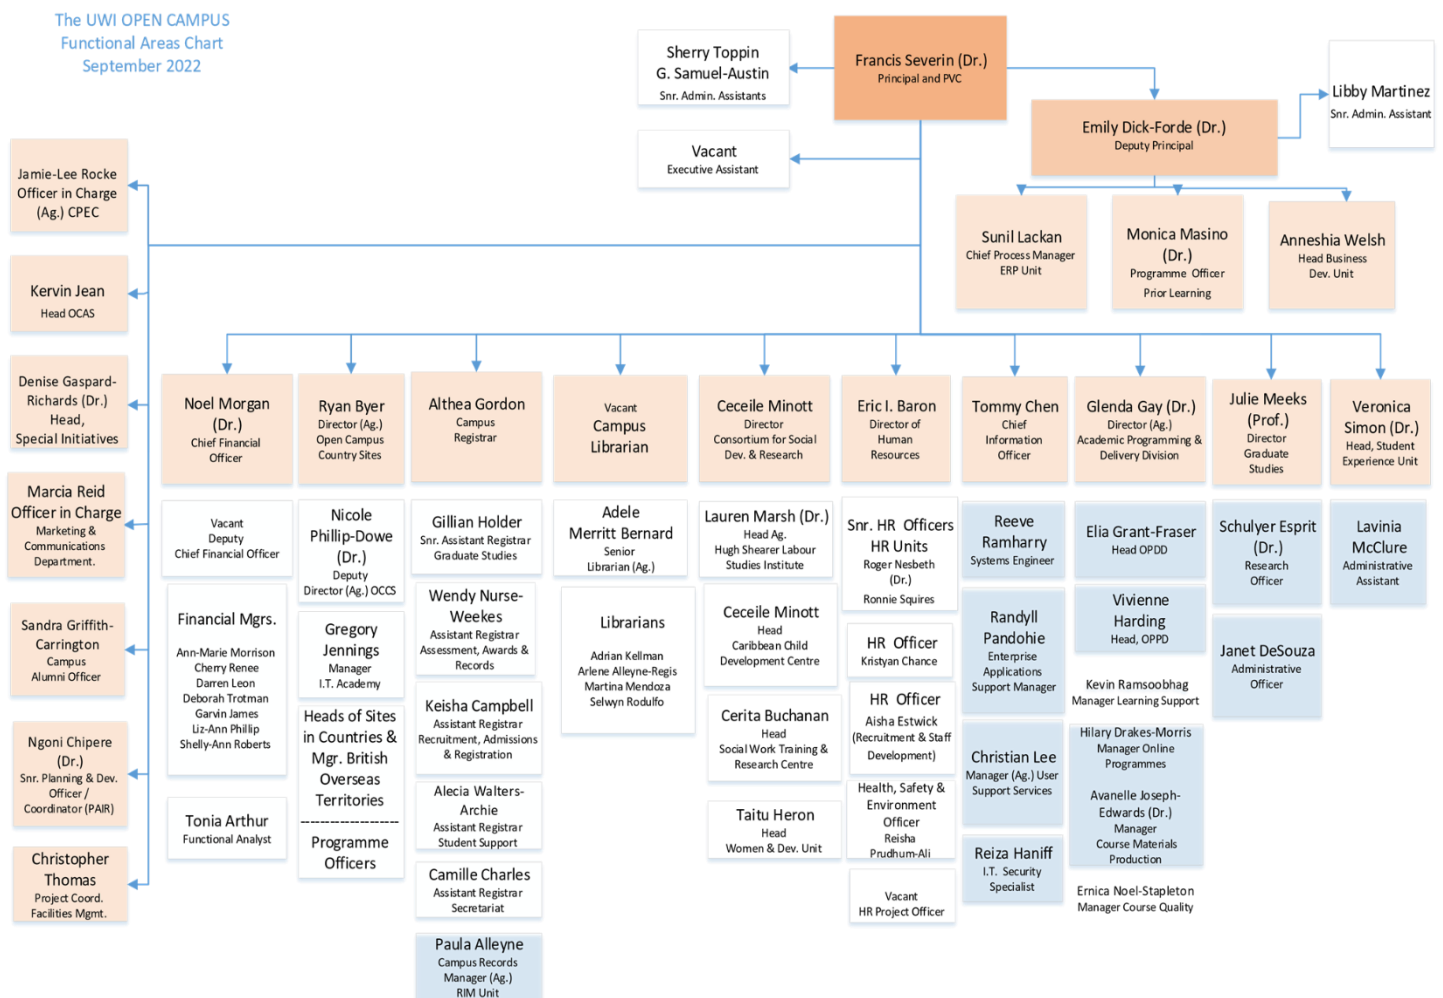 The UWI OPEN CAMPUS
Functional Areas Chart
September 2022
Sherry Toppin
G. Samuel-Austin
Snr. Admin. Assistants
Francis Severin (Dr.)
Principal and PVC
Libby Martinez
Snr. Admin. Assistant
Emily Dick-Forde (Dr.)
Deputy Principal
Vacant
Executive Assistant
Sunil Lackan
Chief Process Manager
ERP Unit
Monica Masino
(Dr.)
Programme Officer
Prior Learning
Anneshia Welsh
Head Business
Dev. Unit
Jamie-Lee Rocke
Officer in Charge
(Ag.) CPEC
Kervin Jean
Head OCAS
Denise Gaspard-
Richards (Dr.)
Head,
Special Initiatives
Marcia Reid
Officer in Charge
Marketing &
Communications
Department.
Sandra Griffith-
Carrington
Campus
Alumni Officer
Ngoni Chipere
(Dr.)
Snr. Planning & Dev.
Officer /
Coordinator (PAIR)
Christopher
Thomas
Project Coord.
Facilities Mgmt.
Noel Morgan
(Dr.)
Chief Financial
Officer
Vacant
Deputy
Chief Financial Officer
Financial Mgrs.
Ann-Marie Morrison
Cherry Renee
Darren Leon
Deborah Trotman
Garvin James
Liz-Ann Phillip
Shelly-Ann Roberts
Tonia Arthur
Functional Analyst
Ryan Byer
Director (Ag.)
Open Campus
Country Sites
Nicole
Phillip-Dowe
(Dr.)
Deputy
Director (Ag.) OCCS
Gregory
Jennings
Manager
I.T. Academy
Heads of Sites
in Countries &
Mgr. British
Overseas
Territories
--------------------
Programme
Officers
Althea Gordon
Campus
Registrar
Gillian Holder
Snr. Assistant Registrar
Graduate Studies
Wendy Nurse-
Weekes
Assistant Registrar
Assessment, Awards &
Records
Keisha Campbell
Assistant Registrar
Recruitment, Admissions
& Registration
Alecia Walters-
Archie
Assistant Registrar
Student Support
Camille Charles
Assistant Registrar
Secretariat
Paula Alleyne
Campus Records
Manager (Ag.)
RIM Unit
Vacant
Campus
Librarian
Adele
Merritt Bernard
Senior
Librarian (Ag.)
Librarians
Adrian Kellman
Arlene Alleyne-Regis
Martina Mendoza
Selwyn Rodulfo
Ceceile Minott
Director
Consortium for Social
Dev. & Research
Lauren Marsh (Dr.)
Head Ag.
Hugh Shearer Labour
Studies Institute
Ceceile Minott
Head
Caribbean Child
Development Centre
Cerita Buchanan
Head
Social Work Training &
Research Centre
Taitu Heron
Head
Women & Dev. Unit
Eric I. Baron
Director of
Human
Resources
Snr. HR Officers
HR Units
Roger Nesbeth
(Dr.)
Ronnie Squires
HR Officer
Kristyan Chance
HR Officer
Aisha Estwick
(Recruitment & Staff
Development)
Health, Safety &
Environment
Officer
Reisha
Prudhum-Ali
Vacant
HR Project Officer
Tommy Chen
Chief
Information
Officer
Reeve
Ramharry
Systems Engineer
Randyll
Pandohie
Enterprise
Applications
Support Manager
Christian Lee
Manager (Ag.) User
Support Services
Reiza Haniff
I.T. Security
Specialist
Glenda Gay (Dr.)
Director (Ag.)
Academic Programming &
Delivery Division
Elia Grant-Fraser
Head OPDD
Vivienne
Harding
Head, OPPD
Kevin Ramsoobhag
Manager Learning Support
Hilary Drakes-Morris
Manager Online
Programmes
Avanelle Joseph-
Edwards (Dr.)
Manager
Course Materials
Production
Ernica Noel-Stapleton
Manager Course Quality
Julie Meeks
(Prof.)
Director
Graduate
Studies
Schulyer Esprit
(Dr.)
Research
Officer
Janet DeSouza
Administrative
Officer
Veronica
Simon (Dr.)
Head, Student
Experience Unit
Lavinia
McClure
Administrative
Assistant